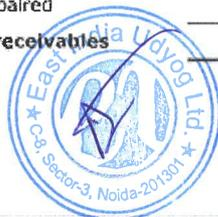 paired
receivables
★ East India Udyog Ltd. ★
C-8, Sector-3, Noida-201301